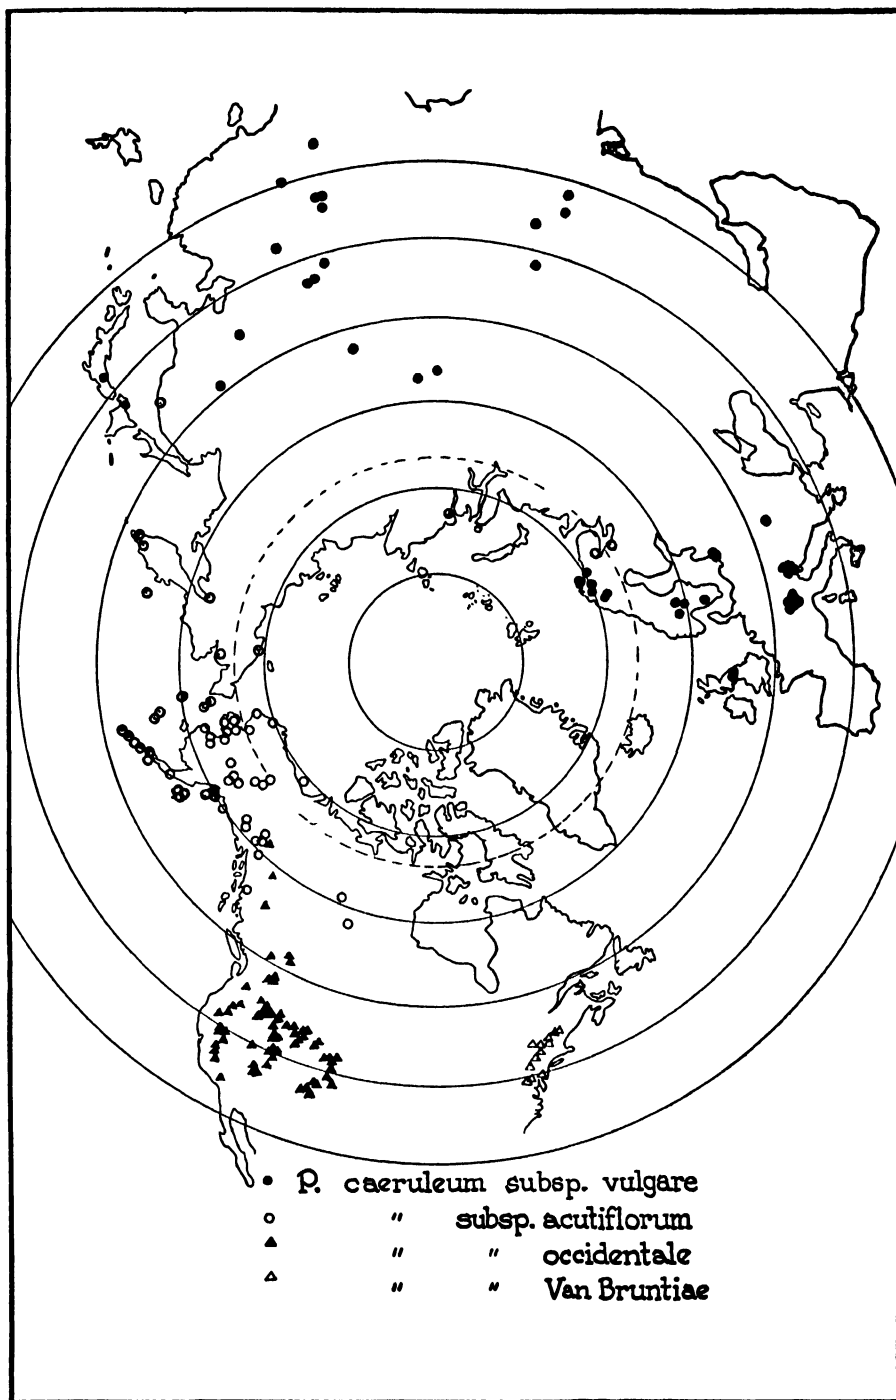 P. caeruleum subsp. vulgare
" subsp. acutiflorum
" " occidentale
" " Van Bruntiae